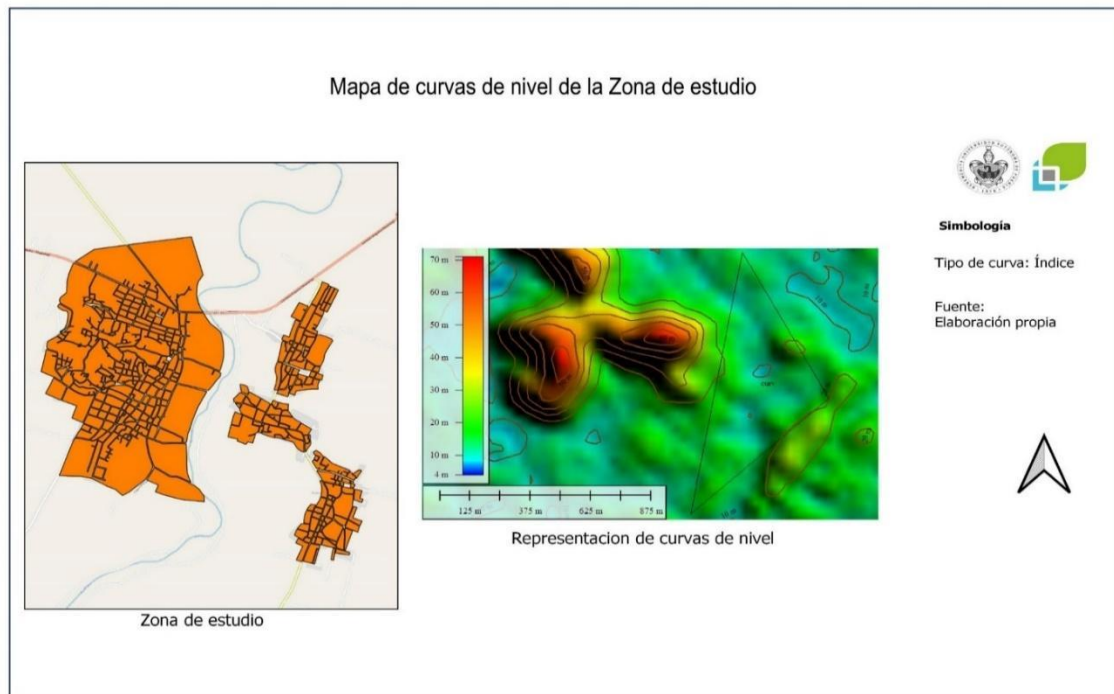 Mapa de curvas de nivel de la Zona de estudio
Simbología
Tipo de curva: Índice
Fuente:
Elaboración propia
70 m
60 m
50 m
40 m
30 m
20 m
10 m
4 m
125 m
375 m
625 m
875 m
Representacion de curvas de nivel
Zona de estudio